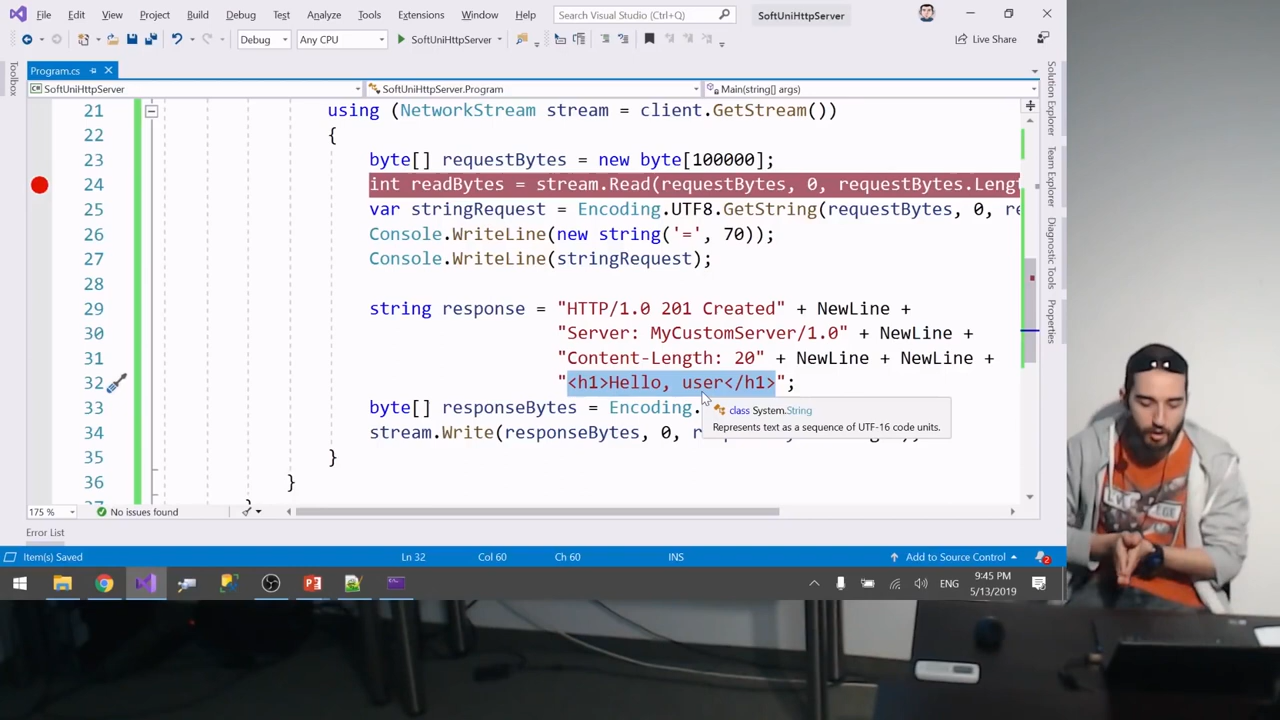 File Edit View Project Build Debug Test Analyze Tools Extensions Window Help Search Visual Studio (Ctrl+Q) SoftUniHttpServer
Debug Any CPU SoftUniHttpServer Live Share
Program.cs
SoftUniHttpServer SoftUniHttpServer.Program Main(string[] args)
Toolbox
Solution Explorer
Team Explorer
Diagnostic Tools
Properties
21 using (NetworkStream stream = client.GetStream())
22 {
23 byte[] requestBytes = new byte[100000];
24 int readBytes = stream.Read(requestBytes, 0, requestBytes.Lengt
25 var stringRequest = Encoding.UTF8.GetString(requestBytes, 0, re
26 Console.WriteLine(new string('=', 70));
27 Console.WriteLine(stringRequest);
28
29 string response = "HTTP/1.0 201 Created" + NewLine +
30 "Server: MyCustomServer/1.0" + NewLine +
31 "Content-Length: 20" + NewLine + NewLine +
32 "<h1>Hello, user</h1>";
33 byte[] responseBytes = Encoding.
class System.String
Represents text as a sequence of UTF-16 code units.
34 stream.Write(responseBytes, 0, r
35 }
36 }
37
175 % No issues found
Error List
Item(s) Saved Ln 32 Col 60 Ch 60 INS Add to Source Control 2
ENG 9:45 PM
5/13/2019